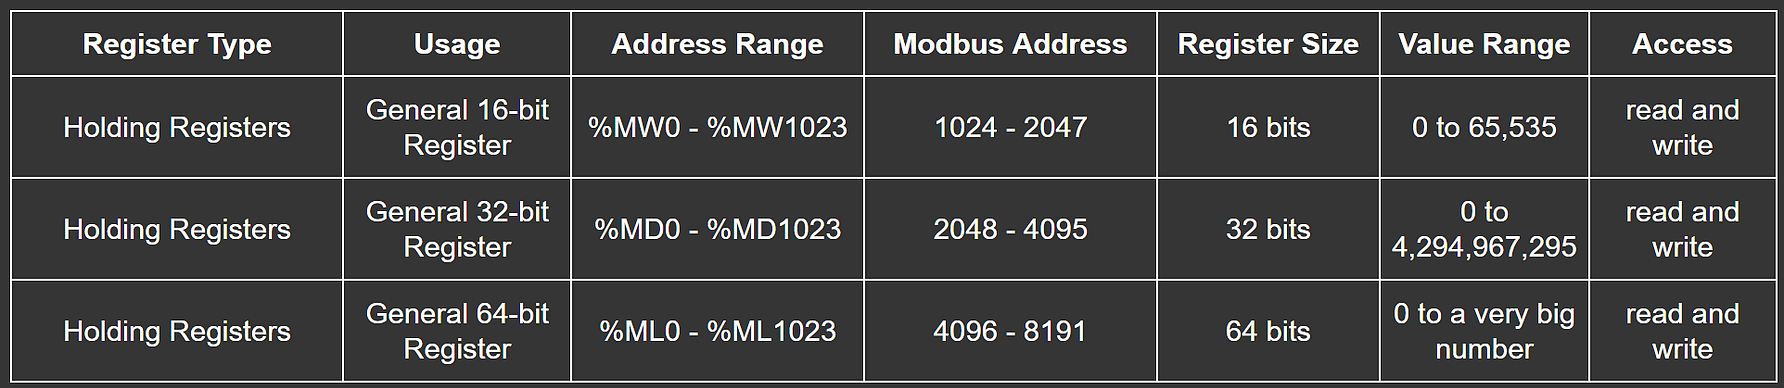 Register Type Usage Address Range Modbus Address Register Size Value Range Access
Holding Registers General 16-bit Register %MW0 - %MW1023 1024 - 2047 16 bits 0 to 65,535 read and write
Holding Registers General 32-bit Register %MD0 - %MD1023 2048 - 4095 32 bits 0 to 4,294,967,295 read and write
Holding Registers General 64-bit Register %ML0 - %ML1023 4096 - 8191 64 bits 0 to a very big number read and write